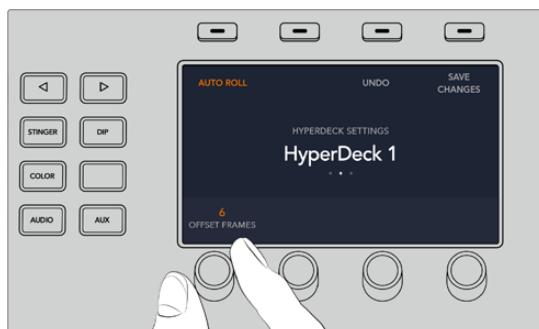 AUTO ROLL
UNDO
SAVE
CHANGES
STINGER
DIP
HYPERDECK SETTINGS
HyperDeck 1
COLOR
AUDIO
AUX
6
OFFSET FRAMES